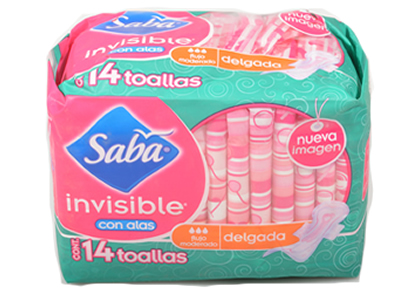 Saba®
invisible®
con alas
flujo
moderado
delgada
C 14 toallas
Saba®
nueva
imagen
invisible®
con alas
flujo
moderado
delgada
CONT. 14 toallas